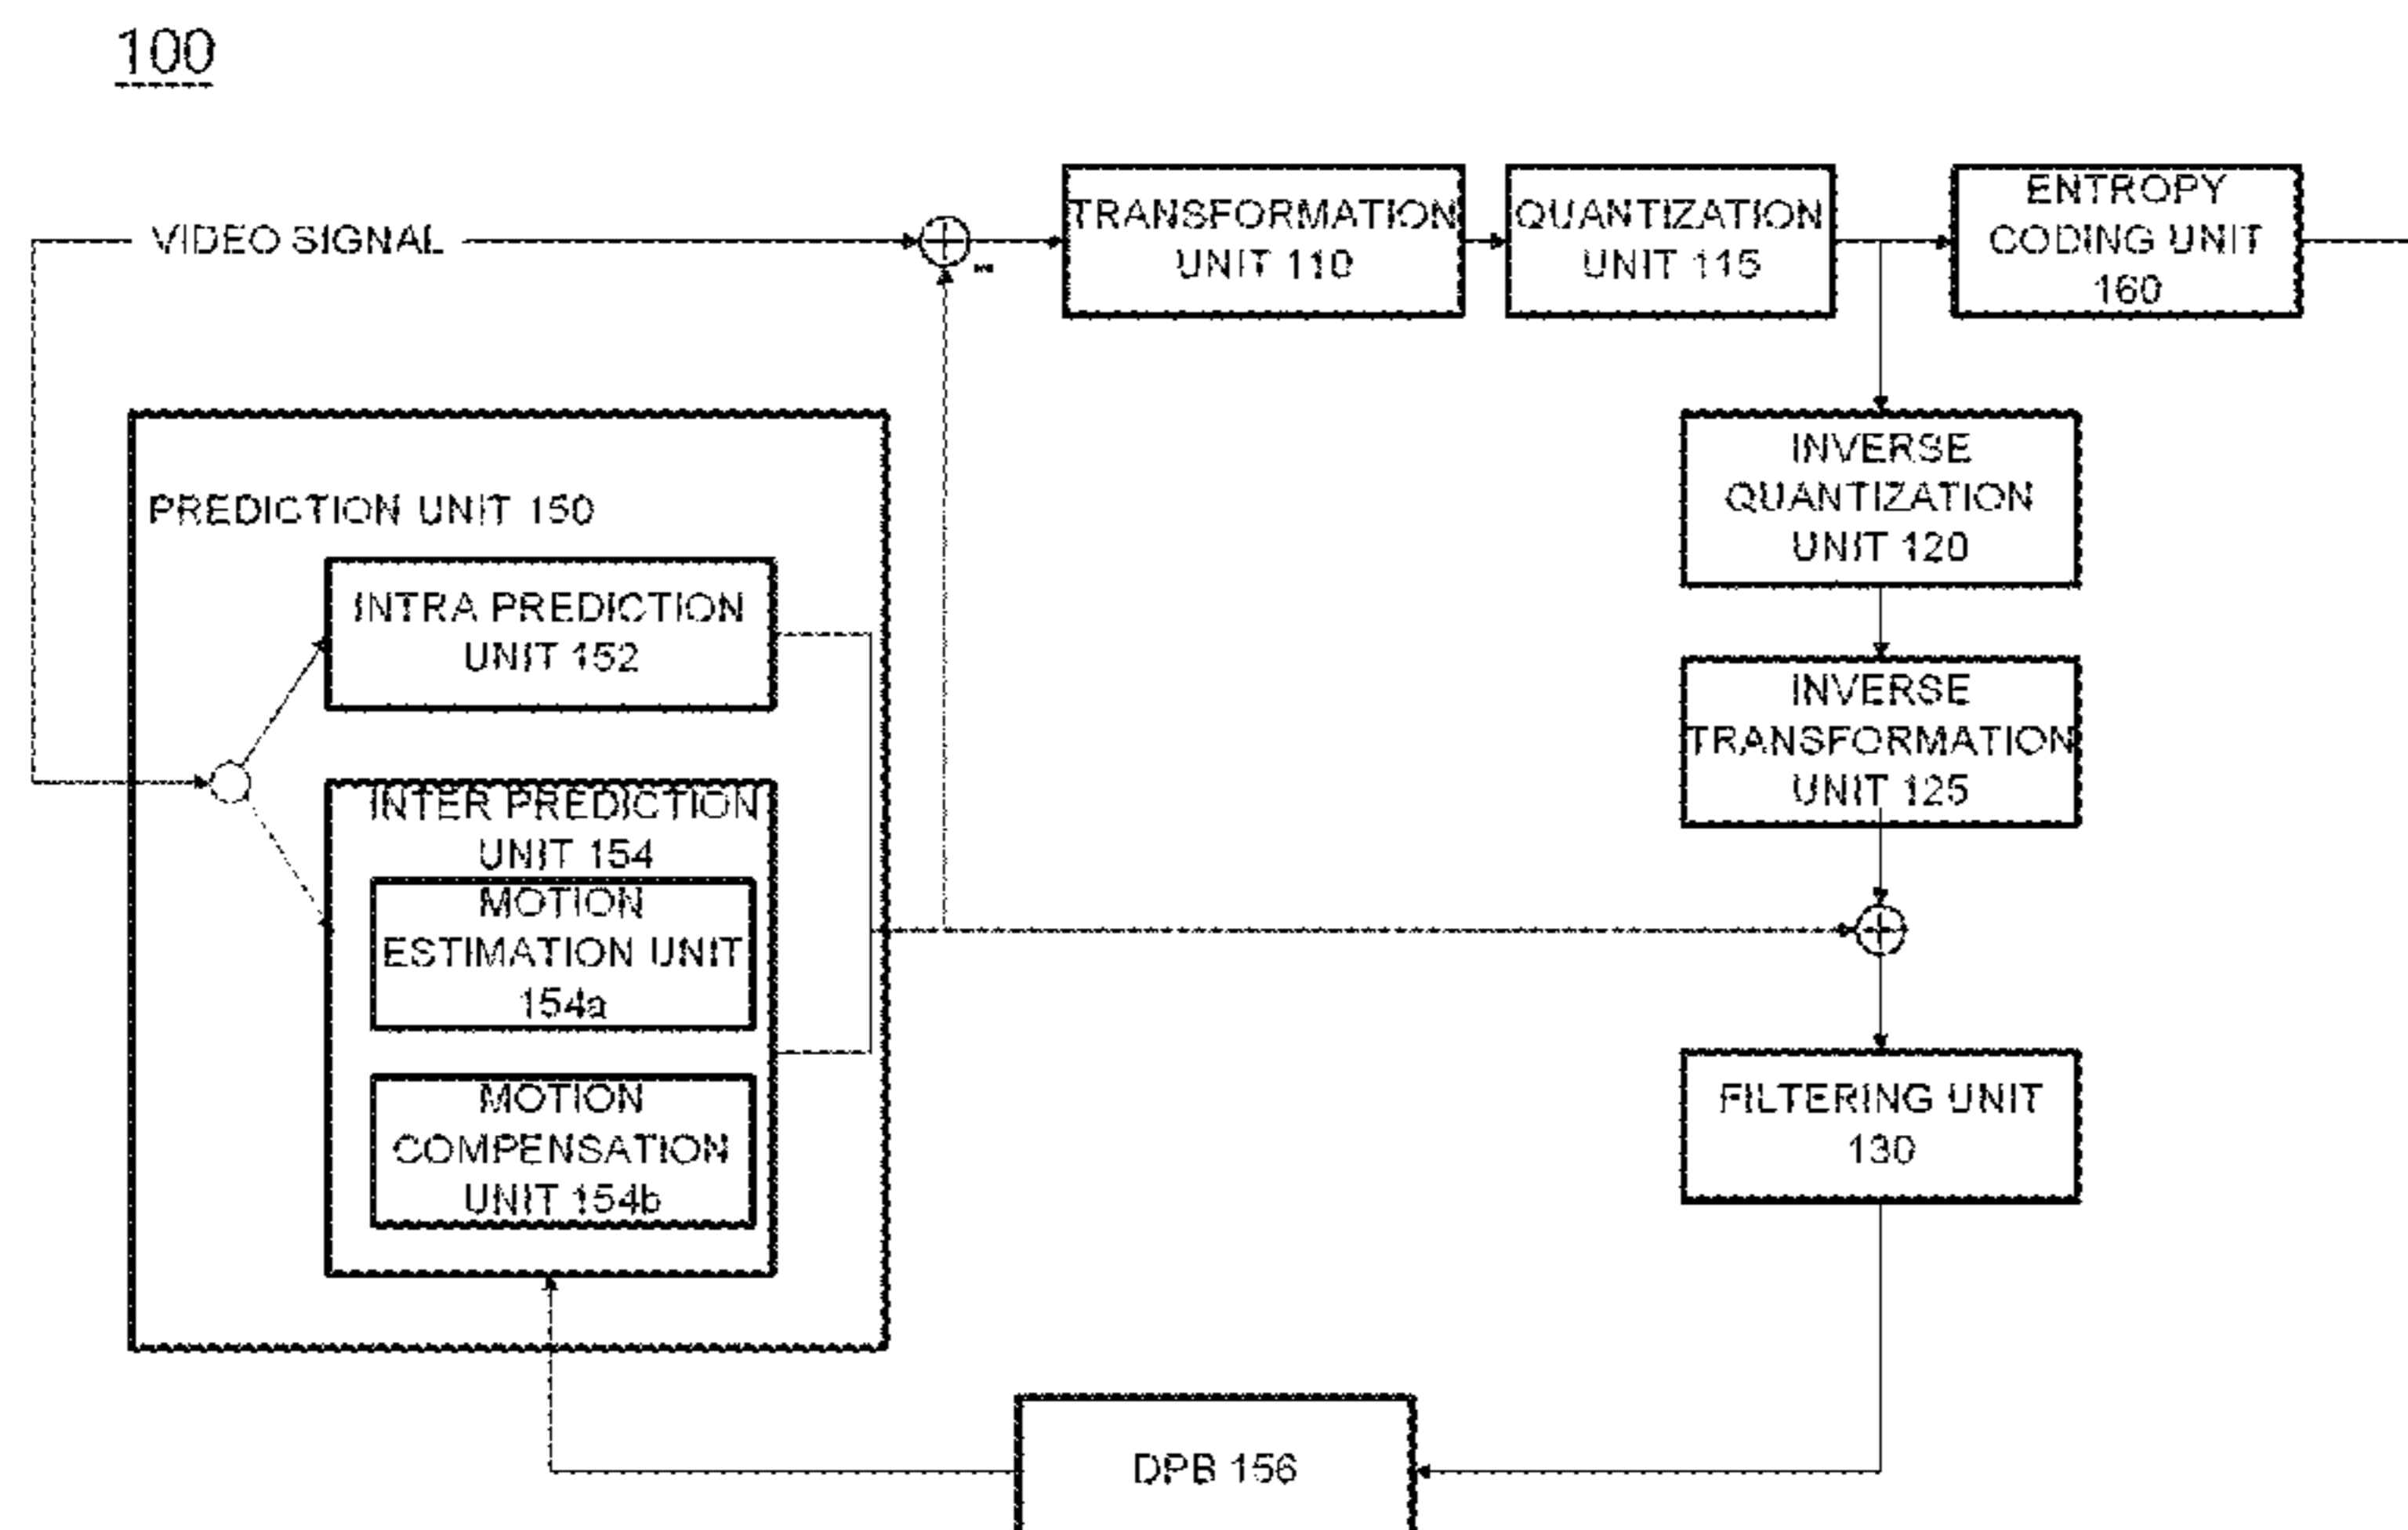 100
VIDEO SIGNAL
TRANSFORMATION
UNIT 110
QUANTIZATION
UNIT 115
ENTROPY
CODING UNIT
160
INVERSE
QUANTIZATION
UNIT 120
INVERSE
TRANSFORMATION
UNIT 125
PREDICTION UNIT 150
INTRA PREDICTION
UNIT 152
INTER PREDICTION
UNIT 154
MOTION
ESTIMATION UNIT
154a
MOTION
COMPENSATION
UNIT 154b
FILTERING UNIT
130
DPB 156